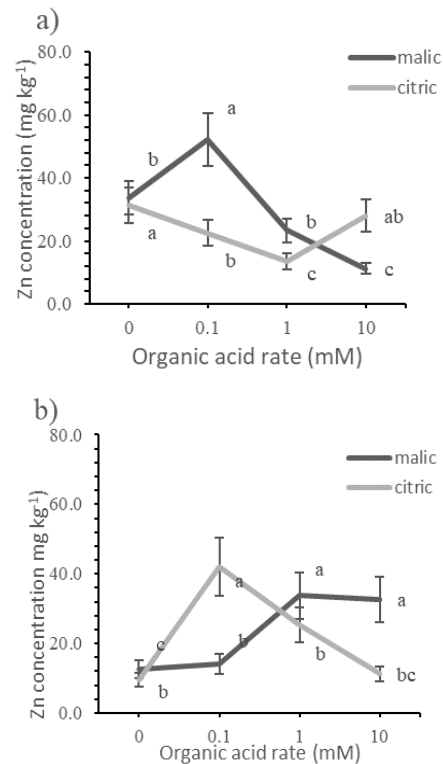 a)
80.0
malic
citric
60.0
a
40.0
b
b
ab
20.0
a
b
c
c
0.0
0 0.1 1 10
Zn concentration (mg kg-1)
Organic acid rate (mM)
b)
80.0
malic
citric
60.0
40.0
a
a
a
20.0
c
b
b
bc
b
0.0
0 0.1 1 10
Zn concentration mg kg-1)
Organic acid rate (mM)